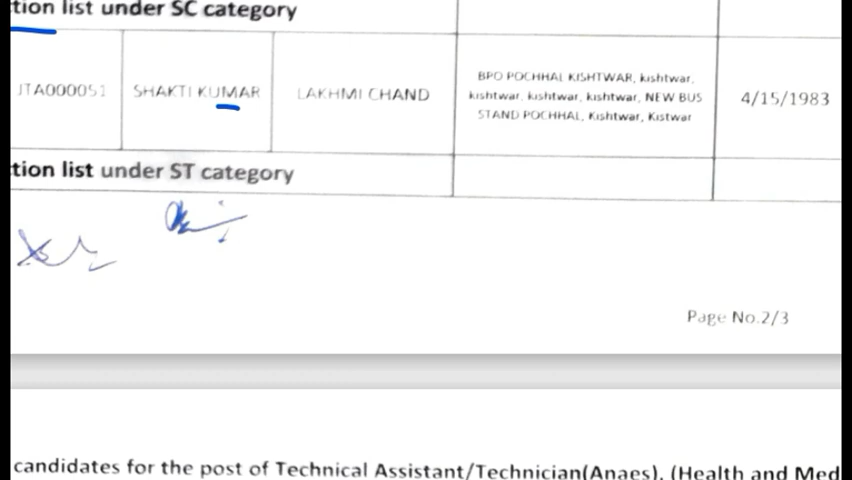 tion list under SC category
JTA000051 SHAKTI KUMAR LAKHMI CHAND BPO POCHHAL KISHTWAR, kishtwar, 4/15/1983
kishtwar, kishtwar, kishtwar, NEW BUS
STAND POCHHAL, Kishtwar, Kistwar
tion list under ST category
Page No.2/3
candidates for the post of Technical Assistant/Technician(Anaes), (Health and Med